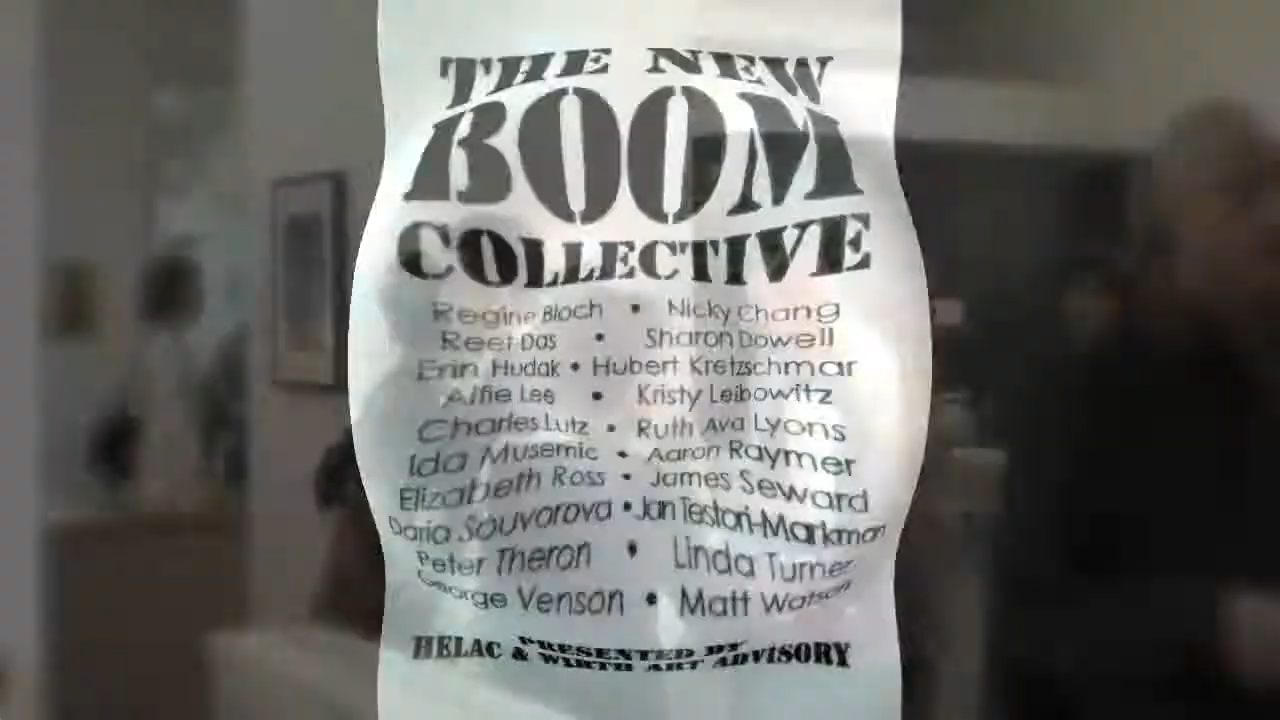 THE NEW
BOOM
COLLECTIVE
Regine Bloch • Nicky Chang
Reet Das • Sharon Dowell
Erin Hudak • Hubert Kretzschmar
Alfie Lee • Kristy Leibowitz
Charles Lutz • Ruth Ava Lyons
Ida Musemic • Aaron Raymer
Elizabeth Ross • James Seward
Daria Souvorova • Jan Testori-Markman
Peter Theron • Linda Turner
George Venson • Matt Watson
PRESENTED BY
HELAC & WIRTH ART ADVISORY